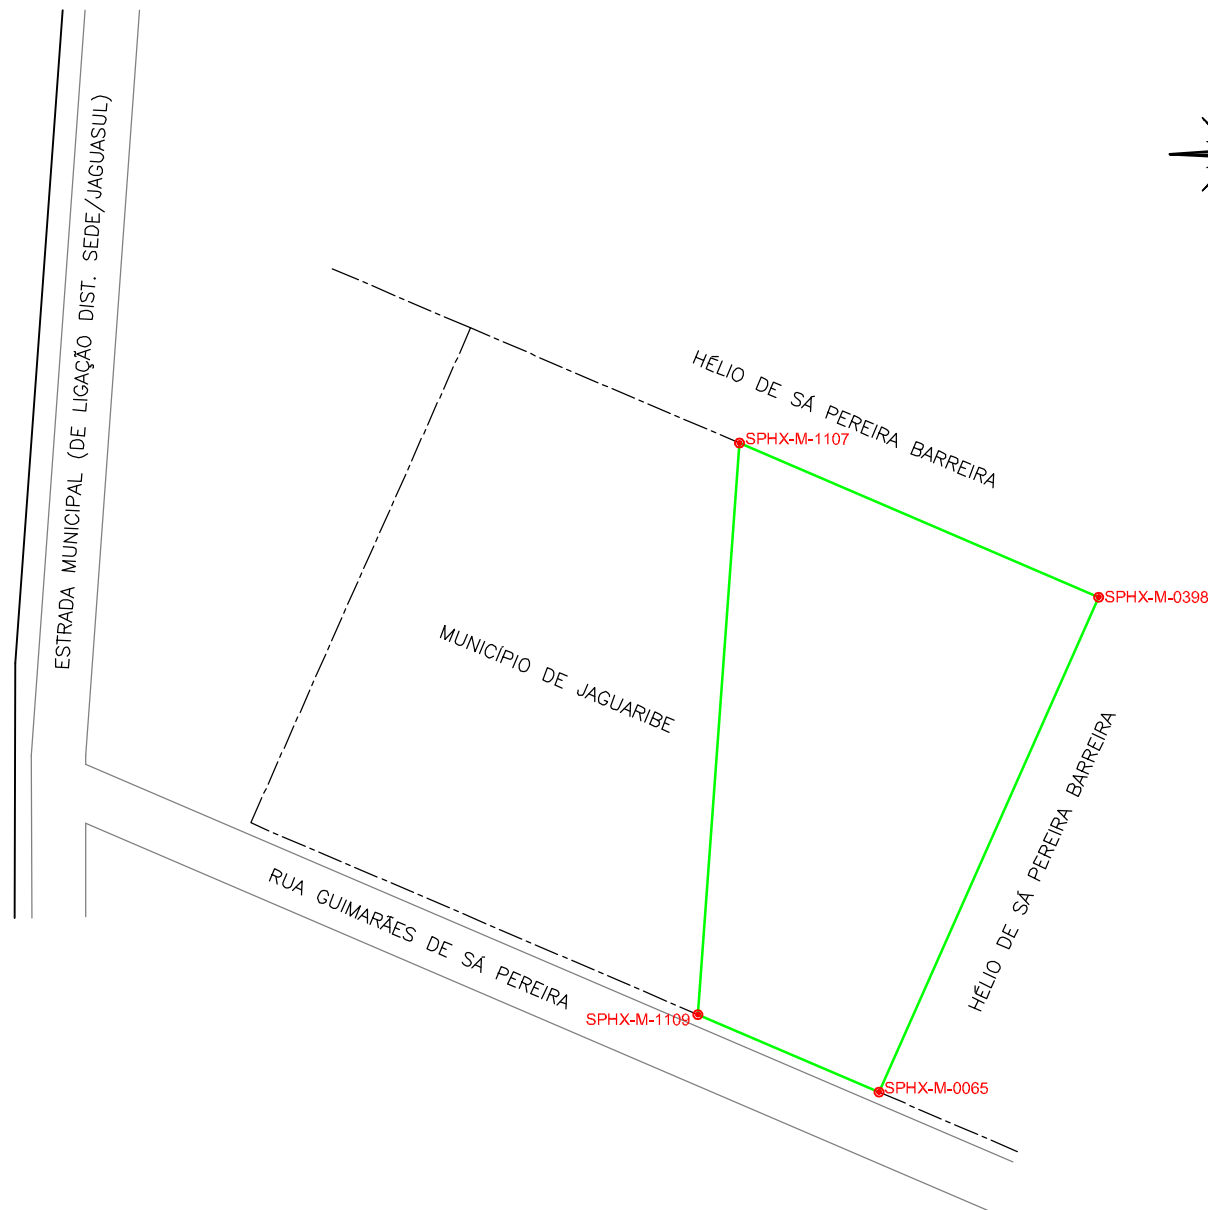 ESTRADA MUNICIPAL (DE LIGAÇÃO DIST. SEDE/JAGUASUL)
HÉLIO DE SÁ PEREIRA BARREIRA
SPHX-M-1107
SPHX-M-0398
MUNICÍPIO DE JAGUARIBE
HÉLIO DE SÁ PEREIRA BARREIRA
RUA GUIMARÃES DE SÁ PEREIRA
SPHX-M-1109
SPHX-M-0065